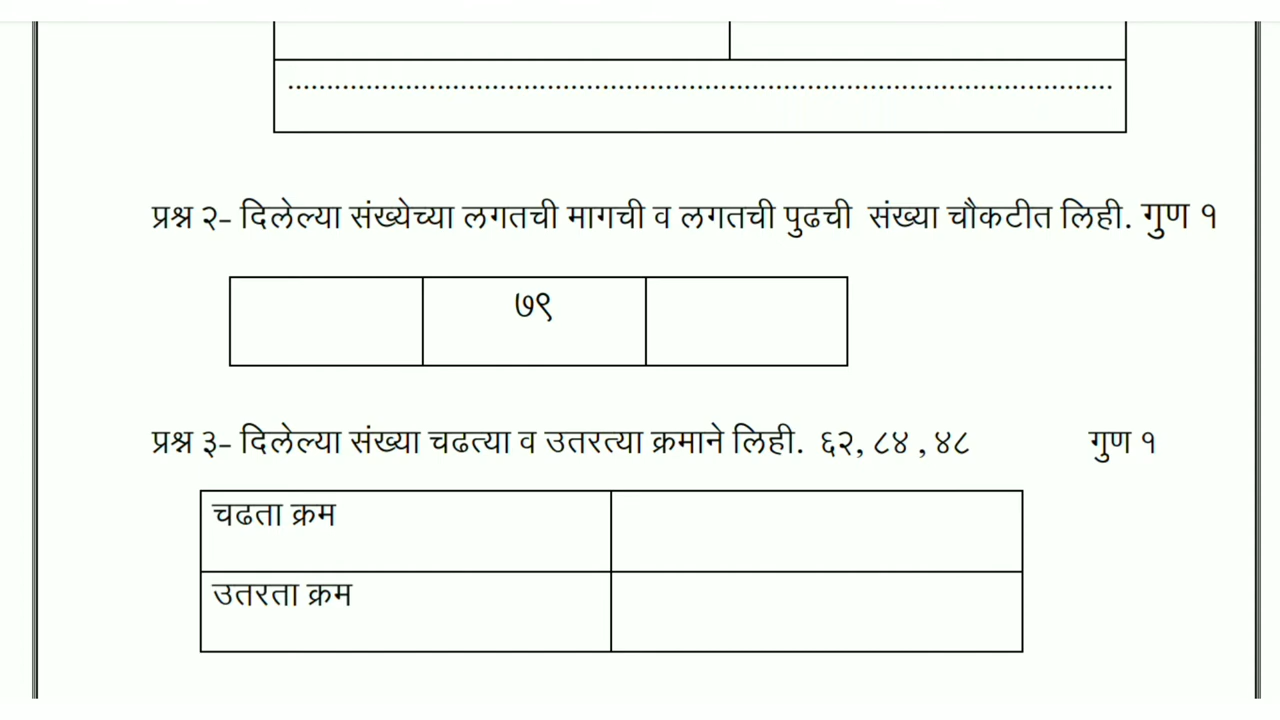 ................................................................................................
प्रश्न २- दिलेल्या संख्येच्या लगतची मागची व लगतची पुढची संख्या चौकटीत लिही. गुण १
७९
प्रश्न ३- दिलेल्या संख्या चढत्या व उतरत्या क्रमाने लिही. ६२, ८४ , ४८ गुण १
चढता क्रम
उतरता क्रम